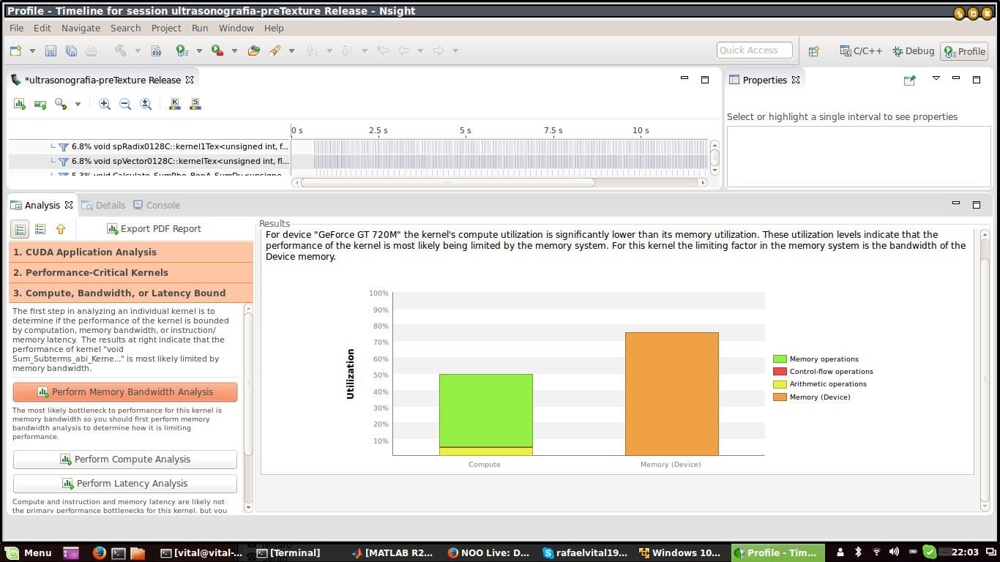 Profile - Timeline for session ultrasonografia-preTexture Release - Nsight
File Edit Navigate Search Project Run Window Help
010
Quick Access
C/C++
Debug
Profile
*ultrasonografia-preTexture Release
Properties
K S
Select or highlight a single interval to see properties
0 s 2.5 s 5 s 7.5 s 10 s
6.8% void spRadix0128C::kernel1Tex<unsigned int, f...
6.8% void spVector0128C::kernelTex<unsigned int, fl...
5.3% void Calculate_SumRho_BopA_SumDu<unsigne...
Analysis Details Console
Export PDF Report
1. CUDA Application Analysis
2. Performance-Critical Kernels
3. Compute, Bandwidth, or Latency Bound
The first step in analyzing an individual kernel is to
determine if the performance of the kernel is bounded
by computation, memory bandwidth, or instruction/
memory latency. The results at right indicate that the
performance of kernel "void
Sum_Subterms_abi_Kerne..." is most likely limited by
memory bandwidth.
Perform Memory Bandwidth Analysis
The most likely bottleneck to performance for this kernel is
memory bandwidth so you should first perform memory
bandwidth analysis to determine how it is limiting
performance.
Perform Compute Analysis
Perform Latency Analysis
Compute and instruction and memory latency are likely not
the primary performance bottlenecks for this kernel, but you
Results
For device "GeForce GT 720M" the kernel's compute utilization is significantly lower than its memory utilization. These utilization levels indicate that the
performance of the kernel is most likely being limited by the memory system. For this kernel the limiting factor in the memory system is the bandwidth of the
Device memory.
Utilization
100%
90%
80%
70%
60%
50%
40%
30%
20%
10%
Compute
Memory (Device)
Memory operations
Control-flow operations
Arithmetic operations
Memory (Device)
Menu
[vital@vital-...
[Terminal]
[MATLAB R2...
NOO Live: D...
rafaelvital19...
Windows 10...
Profile - Tim...
22:03